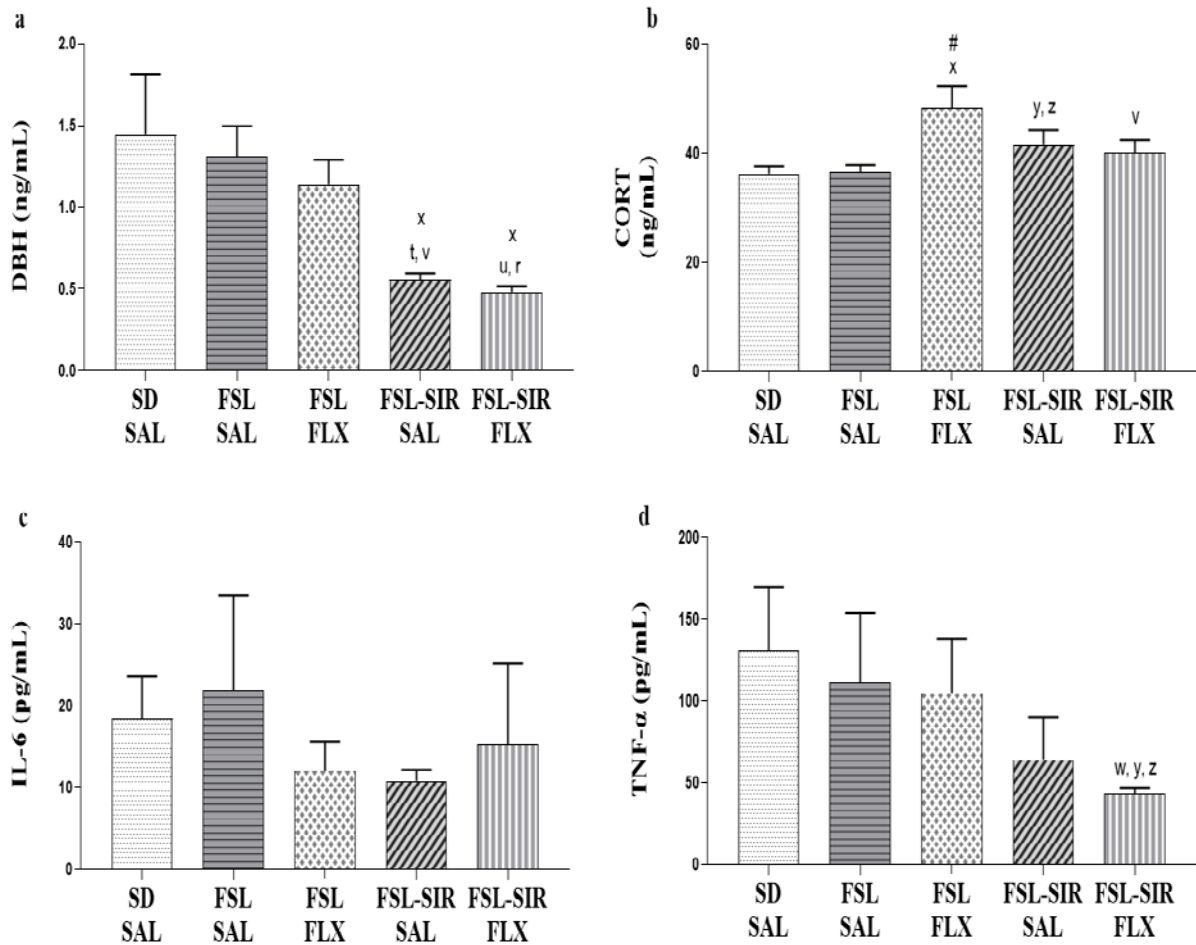 a
DBH (ng/mL)
2.0
1.5
1.0
0.5
0.0
x
t, v
x
u, r
SD
SAL
FSL
SAL
FSL
FLX
FSL-SIR
SAL
FSL-SIR
FLX
b
CORT
(ng/mL)
60
40
20
0
#
x
y, z
v
SD
SAL
FSL
SAL
FSL
FLX
FSL-SIR
SAL
FSL-SIR
FLX
c
IL-6 (pg/mL)
40
30
20
10
0
SD
SAL
FSL
SAL
FSL
FLX
FSL-SIR
SAL
FSL-SIR
FLX
d
TNF-α (pg/mL)
200
150
100
50
0
w, y, z
SD
SAL
FSL
SAL
FSL
FLX
FSL-SIR
SAL
FSL-SIR
FLX